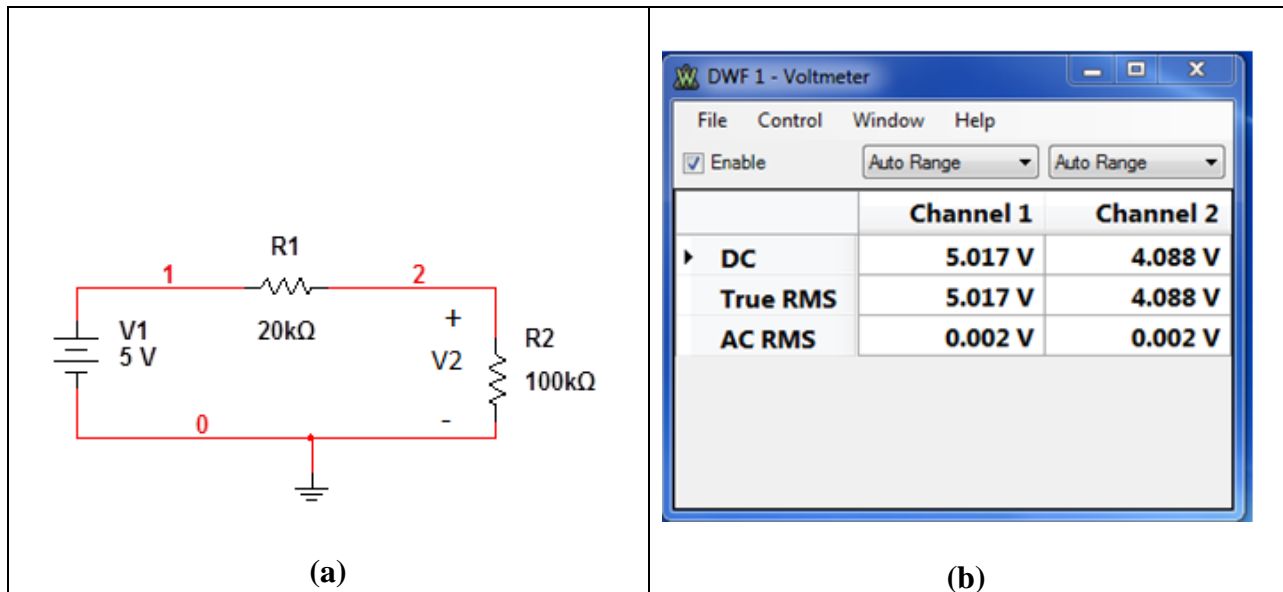 R1
1
2
20kΩ
V1
5 V
+
V2
-
R2
100kΩ
0
(a)
DWF 1 - Voltmeter
File Control Window Help
Enable Auto Range Auto Range
Channel 1 Channel 2
DC 5.017 V 4.088 V
True RMS 5.017 V 4.088 V
AC RMS 0.002 V 0.002 V
(b)